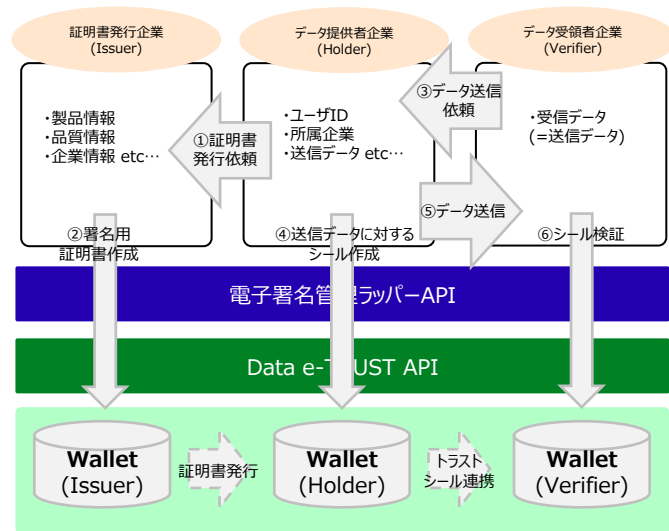 証明書発行企業
(Issuer)
データ提供者企業
(Holder)
データ受領者企業
(Verifier)
・製品情報
・品質情報
・企業情報 etc…
①証明書
発行依頼
・ユーザID
・所属企業
・送信データ etc…
③データ送信
依頼
・受信データ
(=送信データ)
⑤データ送信
②署名用
証明書作成
④送信データに対する
シール作成
⑥シール検証
電子署名管理ラッパーAPI
Data e-TRUST API
Wallet
(Issuer)
証明書発行
Wallet
(Holder)
トラスト
シール連携
Wallet
(Verifier)